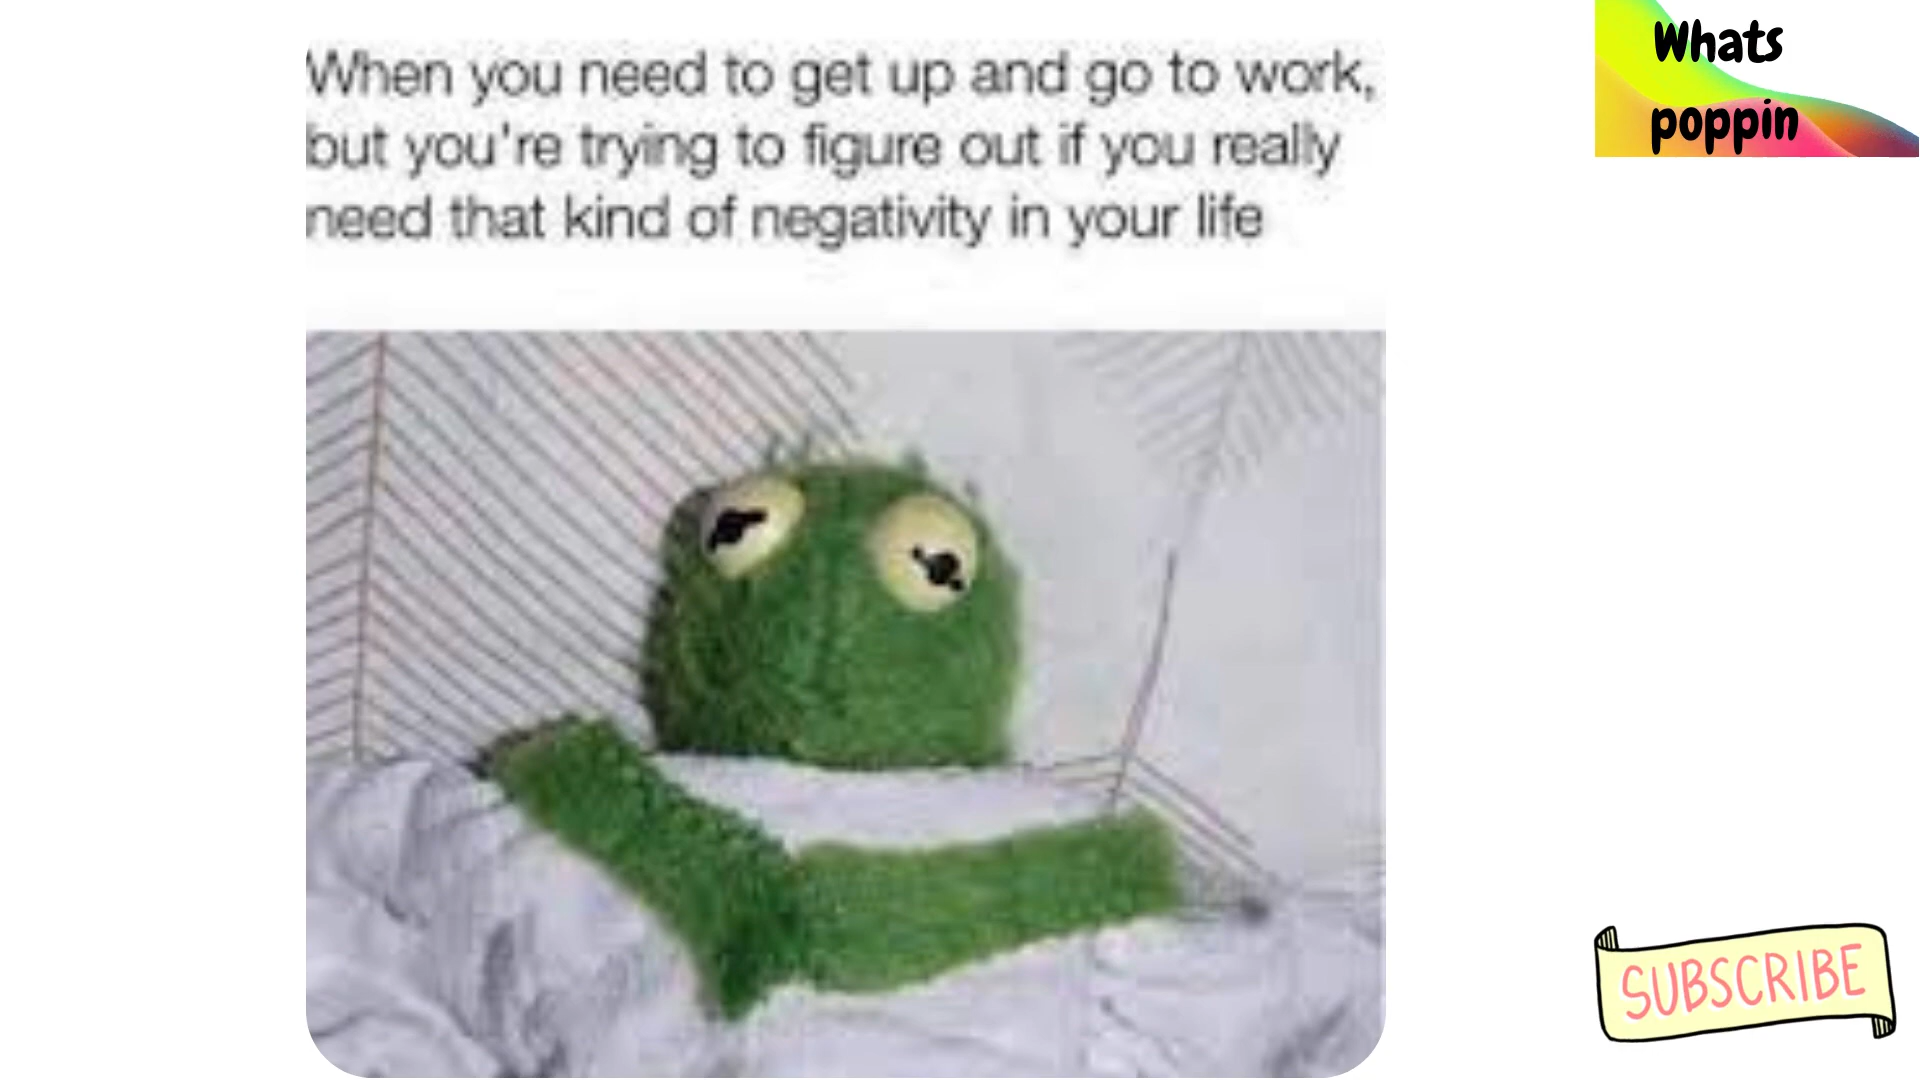 When you need to get up and go to work,
but you're trying to figure out if you really
need that kind of negativity in your life
Whats
poppin
SUBSCRIBE